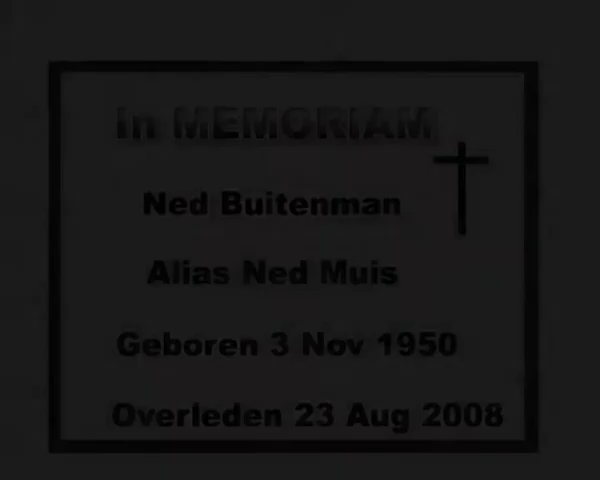 In MEMORIAM
Ned Buitenman
Alias Ned Muis
Geboren 3 Nov 1950
Overleden 23 Aug 2008